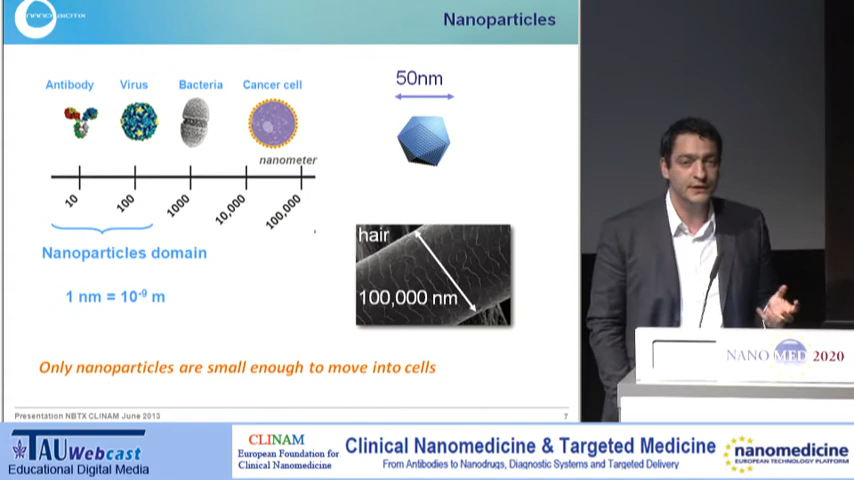 NANOBIOTIX
Nanoparticles
Antibody Virus Bacteria Cancer cell
50nm
nanometer
10 100 1000 10,000 100,000
Nanoparticles domain
1 nm = 10⁻⁹ m
hair
100,000 nm
Only nanoparticles are small enough to move into cells
Presentation NBTX CLINAM June 2013
7
NANOMED 2020
TAU Webcast
Educational Digital Media
CLINAM
European Foundation for
Clinical Nanomedicine
Clinical Nanomedicine & Targeted Medicine
From Antibodies to Nanodrugs, Diagnostic Systems and Targeted Delivery
nanomedicine
EUROPEAN TECHNOLOGY PLATFORM